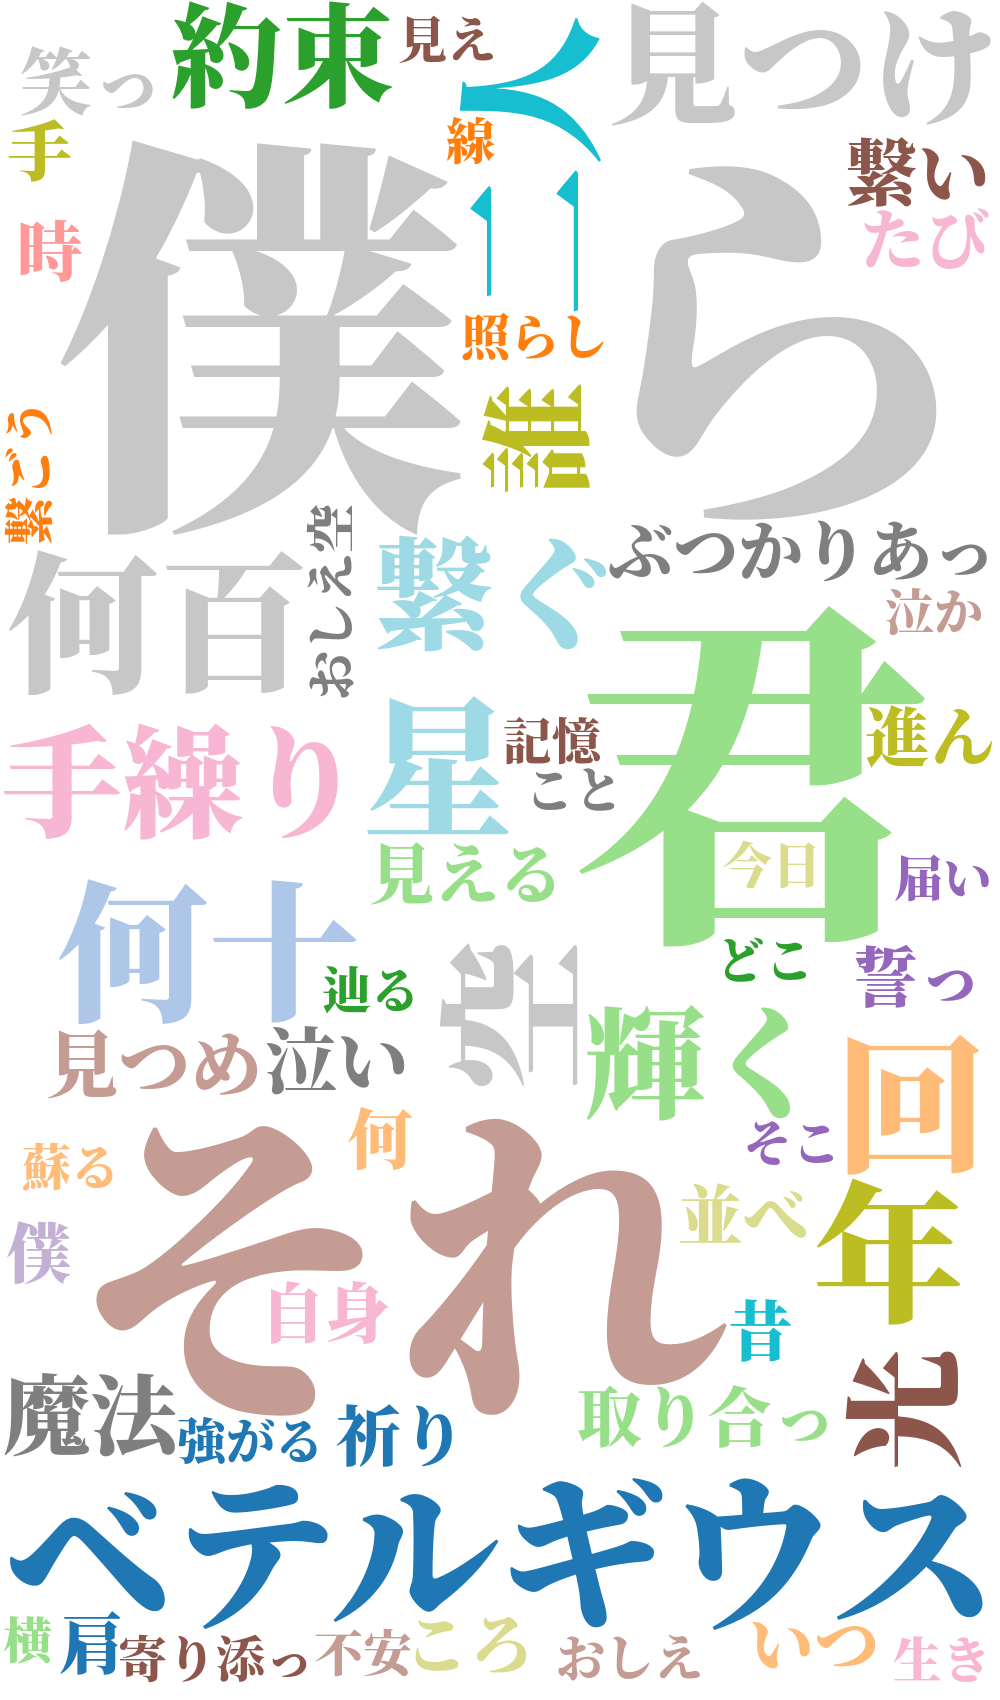 笑っ
約束
見え
人一一
見つけ
手
線
繋い
時
僕ら
たび
照らし
誰
繋ごう
おしえ空
何百
繋ぐ
ぶつかりあっ
泣か
君
手繰り
星
記憶
こと
進ん
見える
今日
届い
何十
辿る
空
どこ
誓っ
見つめ
泣い
輝く
回
何
そこ
蘇る
それ
並べ
年
僕
自身
昔
光
魔法
強がる
祈り
取り合っ
ベテルギウス
横
肩
寄り添っ
不安
ころ
おしえ
いつ
生き